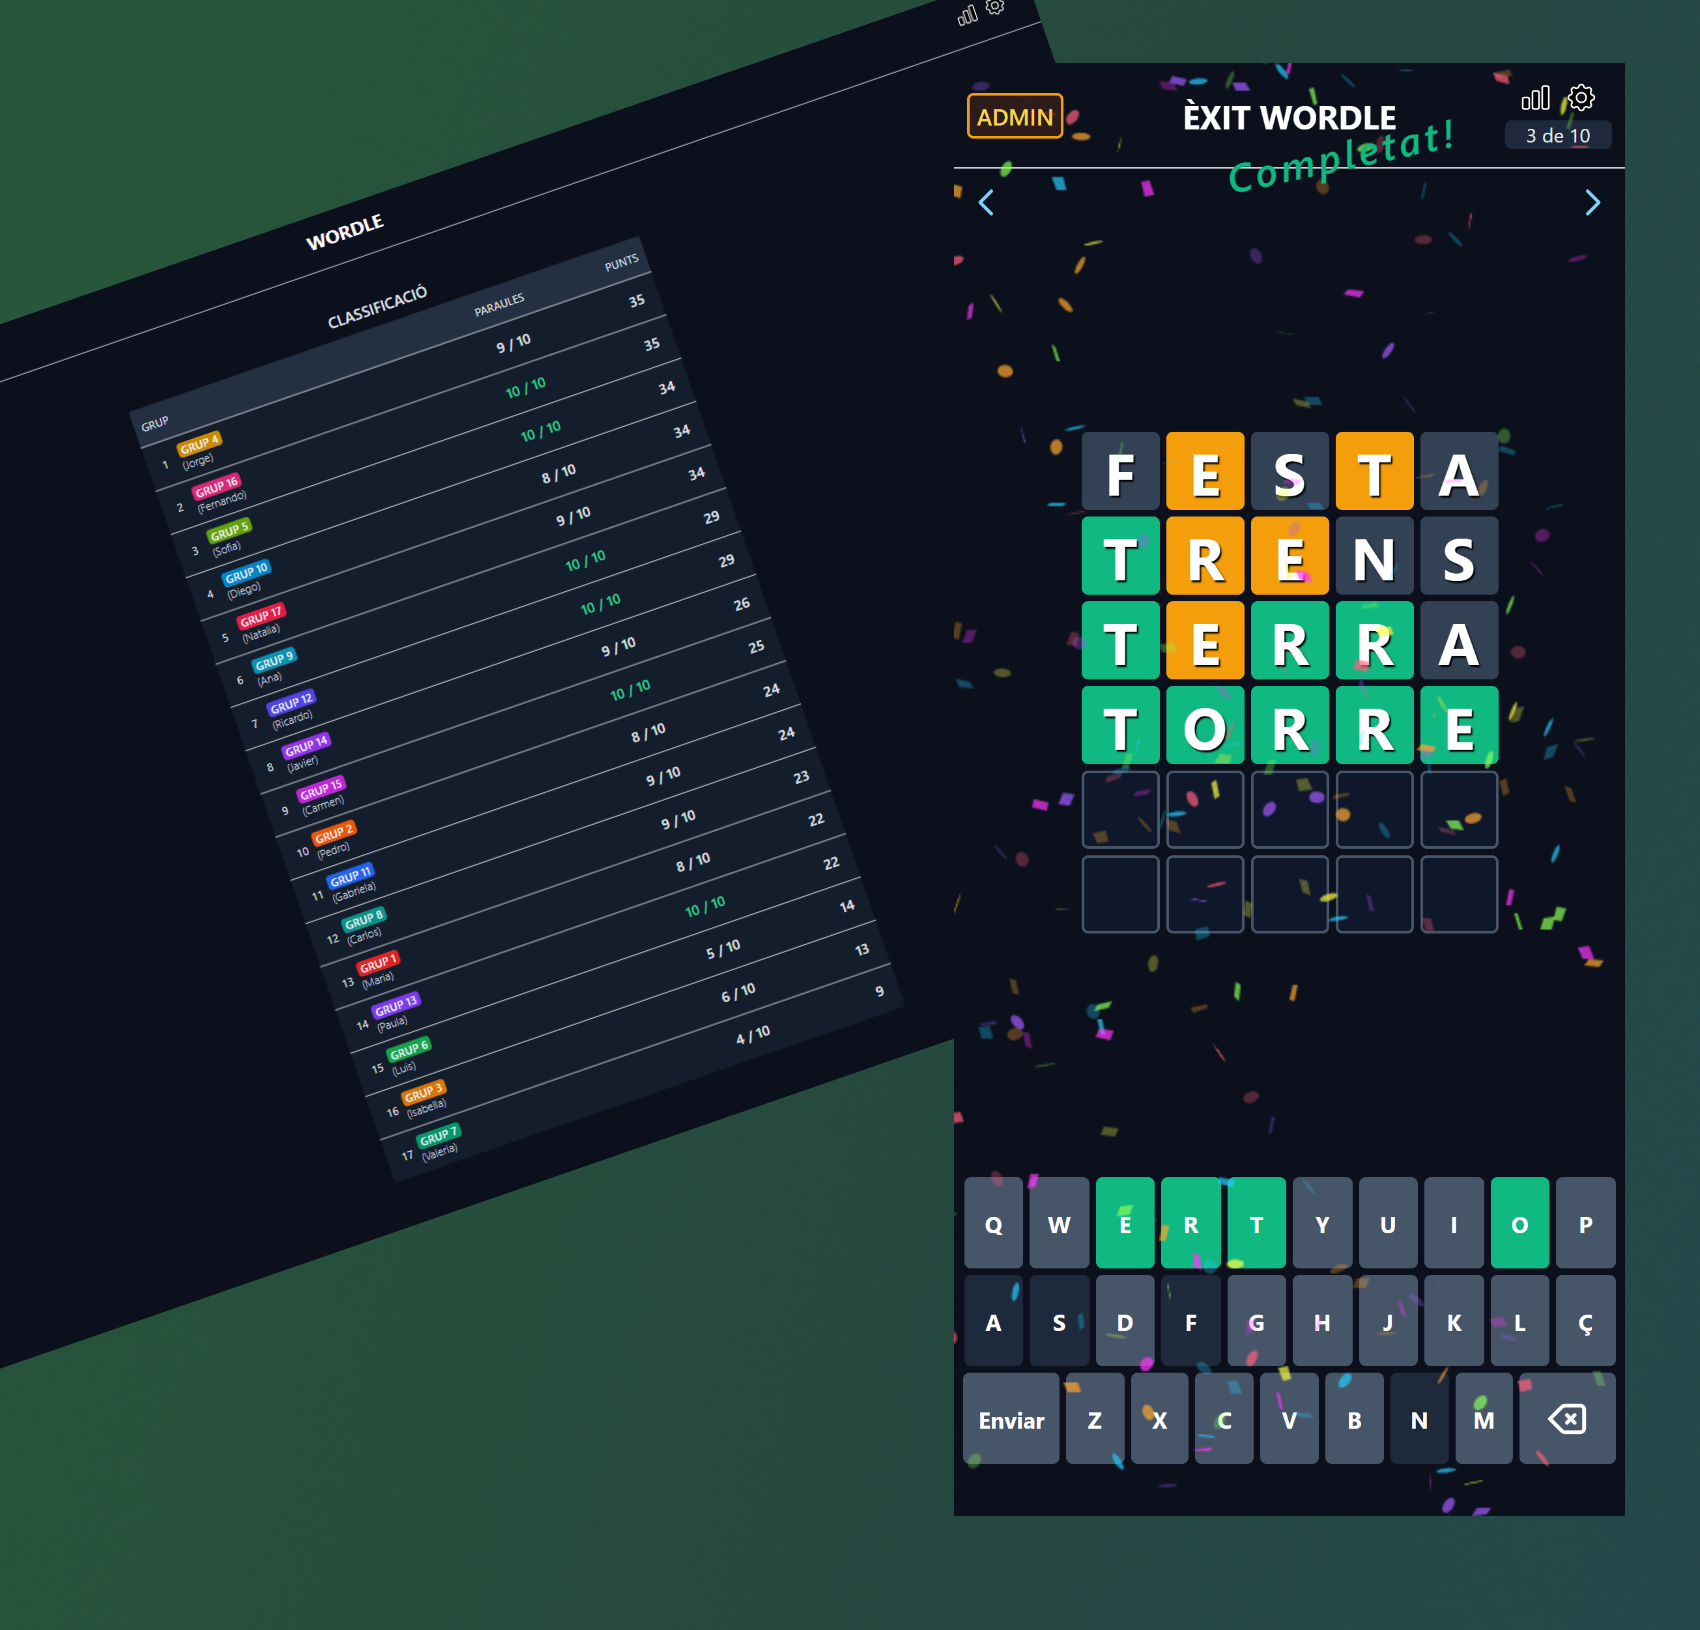 WORDLE
CLASSIFICACIÓ
GRUP PARAULES PUNTS
1 GRUP 4 (Jorge) 9 / 10 35
2 GRUP 16 (Fernando) 10 / 10 35
3 GRUP 5 (Sofia) 10 / 10 34
4 GRUP 10 (Diego) 8 / 10 34
5 GRUP 17 (Natalia) 9 / 10 34
6 GRUP 9 (Ana) 10 / 10 29
7 GRUP 12 (Ricardo) 10 / 10 29
8 GRUP 14 (Javier) 9 / 10 26
9 GRUP 15 (Carmen) 10 / 10 25
10 GRUP 2 (Pedro) 8 / 10 24
11 GRUP 11 (Gabriela) 9 / 10 24
12 GRUP 8 (Carlos) 9 / 10 23
13 GRUP 1 (Maria) 8 / 10 22
14 GRUP 13 (Paula) 10 / 10 22
15 GRUP 6 (Luis) 5 / 10 14
16 GRUP 3 (Isabella) 6 / 10 13
17 GRUP 7 (Valeria) 4 / 10 9
ADMIN ÈXIT WORDLE
3 de 10
Completat!
F E S T A
T R E N S
T E R R A
T O R R E
Q W E R T Y U I O P
A S D F G H J K L Ç
Enviar Z X C V B N M